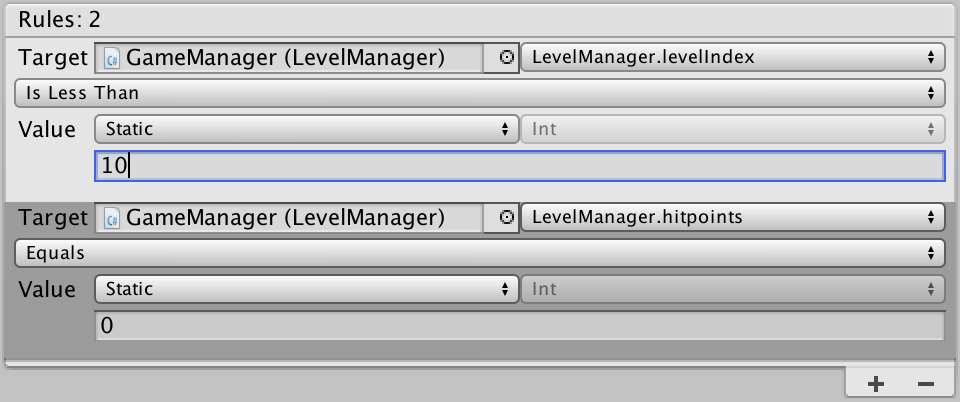 Rules: 2
Target GameManager (LevelManager) LevelManager.levelIndex
Is Less Than
Value Static Int
10
Target GameManager (LevelManager) LevelManager.hitpoints
Equals
Value Static Int
0
+ −